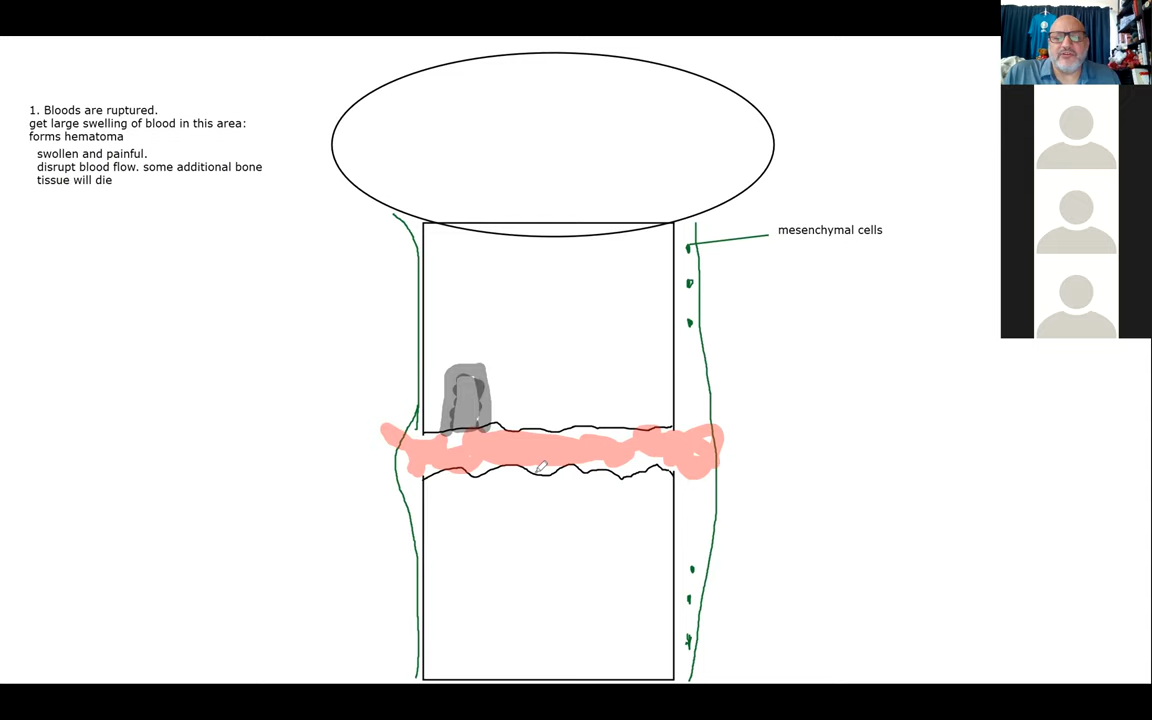 1. Bloods are ruptured.
get large swelling of blood in this area:
forms hematoma
swollen and painful.
disrupt blood flow. some additional bone
tissue will die
mesenchymal cells